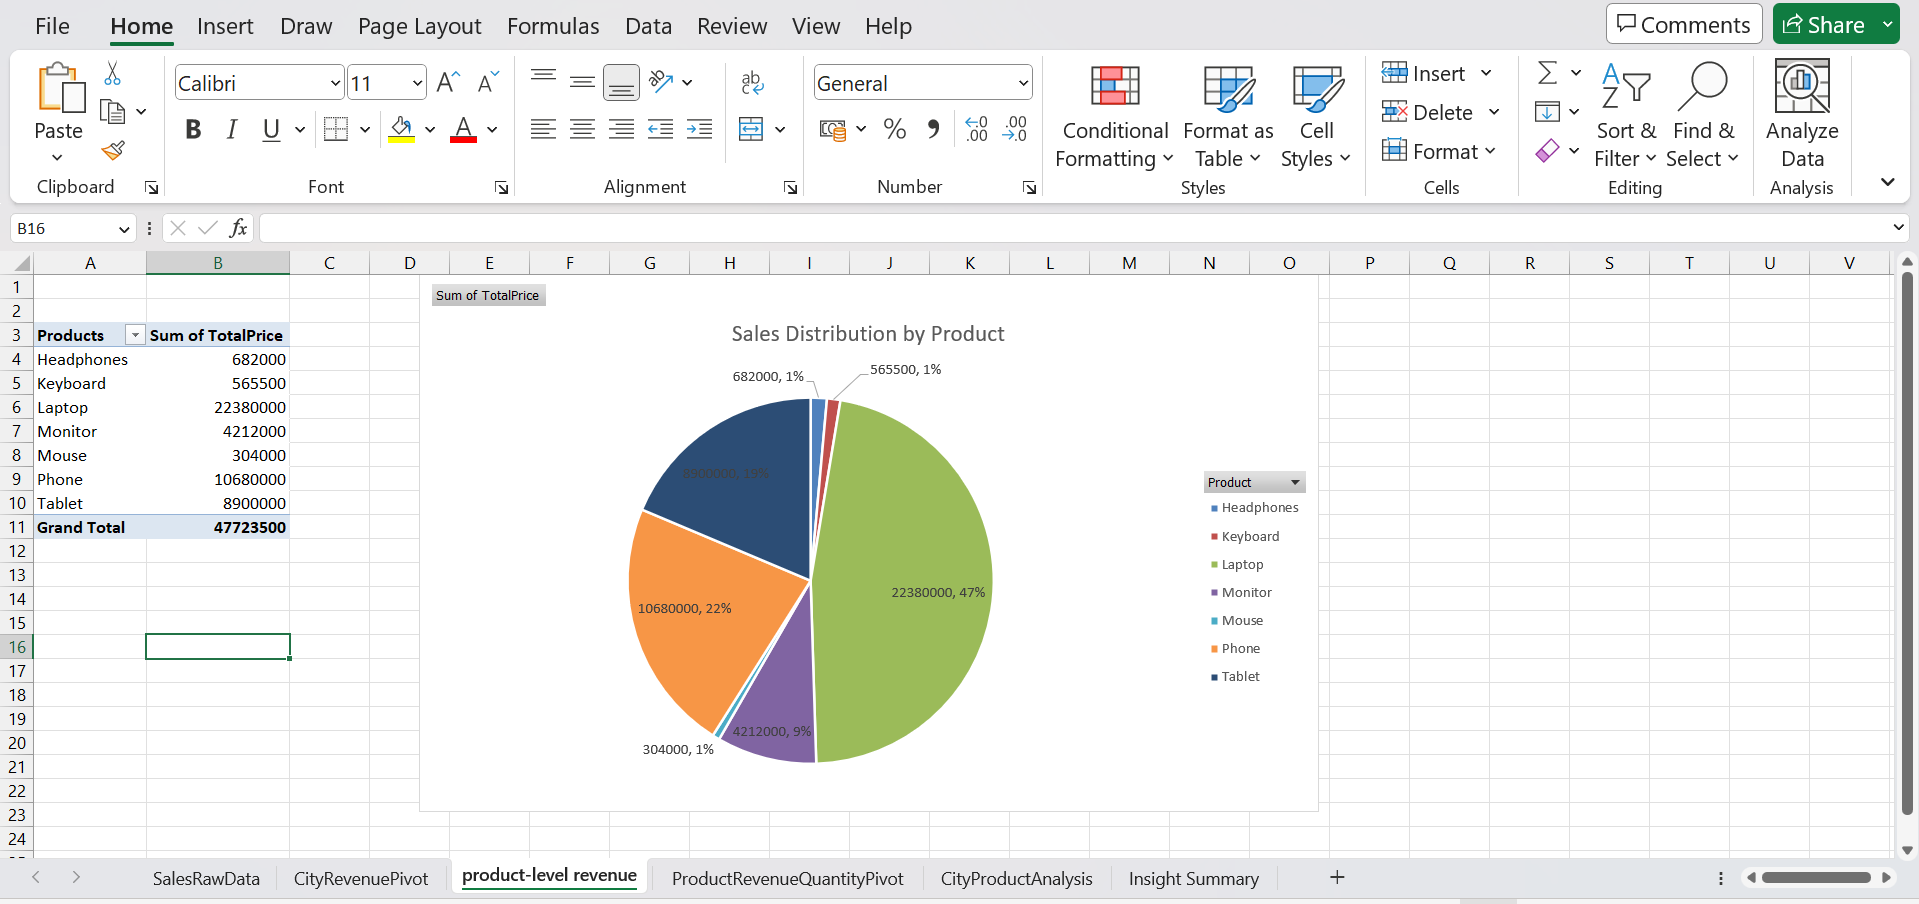 File Home Insert Draw Page Layout Formulas Data Review View Help Comments Share
Paste
Clipboard
Calibri 11
B I U A
Font
ab
Alignment
General
% .00 .00
Number
Conditional Formatting
Format as Table
Cell Styles
Styles
Insert
Delete
Format
Cells
Sort & Filter
Find & Select
Editing
Analyze Data
Analysis
B16 fx
A B C D E F G H I J K L M N O P Q R S T U V
1
2
3 Products Sum of TotalPrice
4 Headphones 682000
5 Keyboard 565500
6 Laptop 22380000
7 Monitor 4212000
8 Mouse 304000
9 Phone 10680000
10 Tablet 8900000
11 Grand Total 47723500
12
13
14
15
16
17
18
19
20
21
22
23
24
Sum of TotalPrice
Sales Distribution by Product
682000, 1%
565500, 1%
8900000, 19%
22380000, 47%
10680000, 22%
4212000, 9%
304000, 1%
Product
Headphones
Keyboard
Laptop
Monitor
Mouse
Phone
Tablet
SalesRawData CityRevenuePivot product-level revenue ProductRevenueQuantityPivot CityProductAnalysis Insight Summary